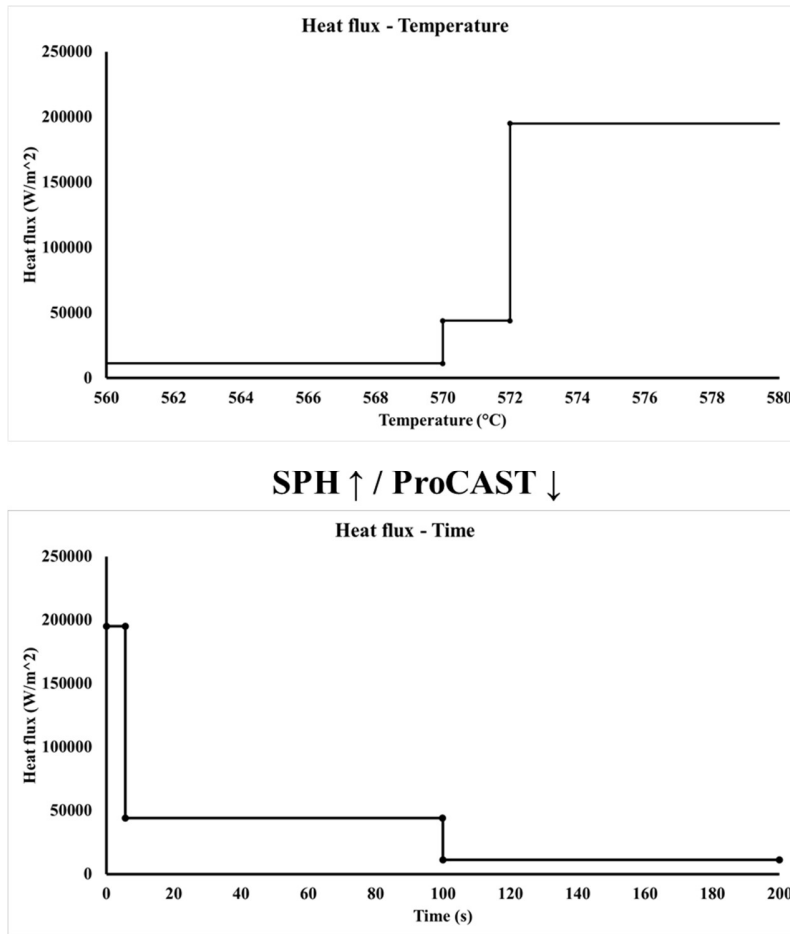 Heat flux - Temperature
250000
200000
150000
100000
50000
0
Heat flux (W/m^2)
560 562 564 566 568 570 572 574 576 578 580
Temperature (°C)
SPH ↑ / ProCAST ↓
Heat flux - Time
250000
200000
150000
100000
50000
0
Heat flux (W/m^2)
0 20 40 60 80 100 120 140 160 180 200
Time (s)